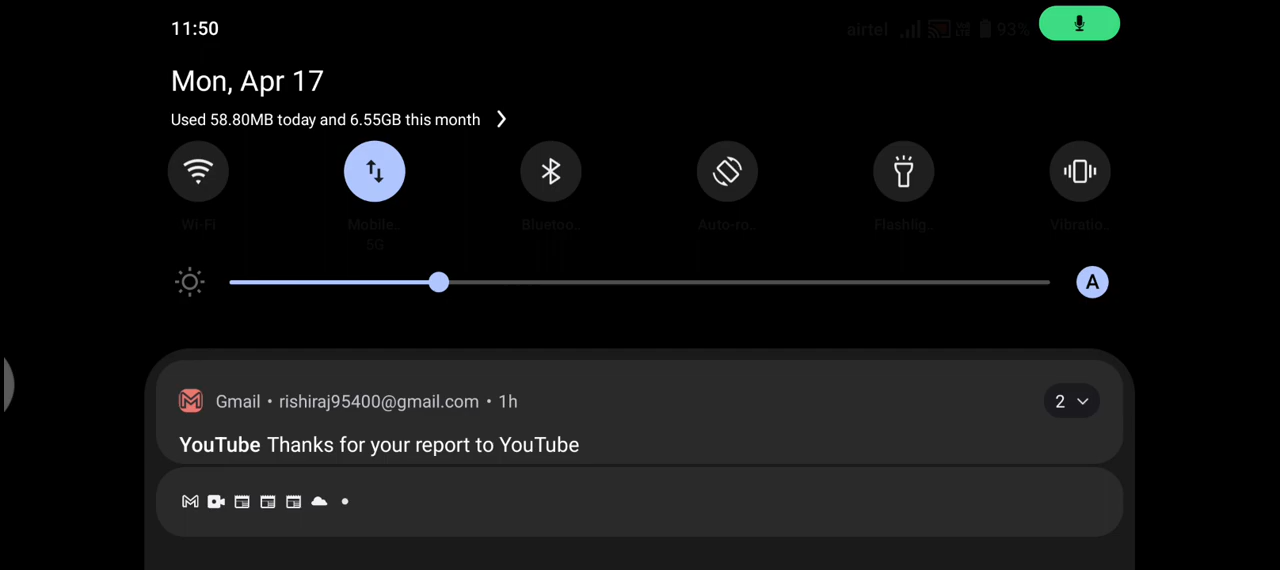 11:50
airtel 93%
Mon, Apr 17
Used 58.80MB today and 6.55GB this month
Wi-Fi
Mobile..
5G
Bluetoo..
Auto-ro..
Flashlig..
Vibratio..
A
Gmail • rishiraj95400@gmail.com • 1h
2
YouTube Thanks for your report to YouTube